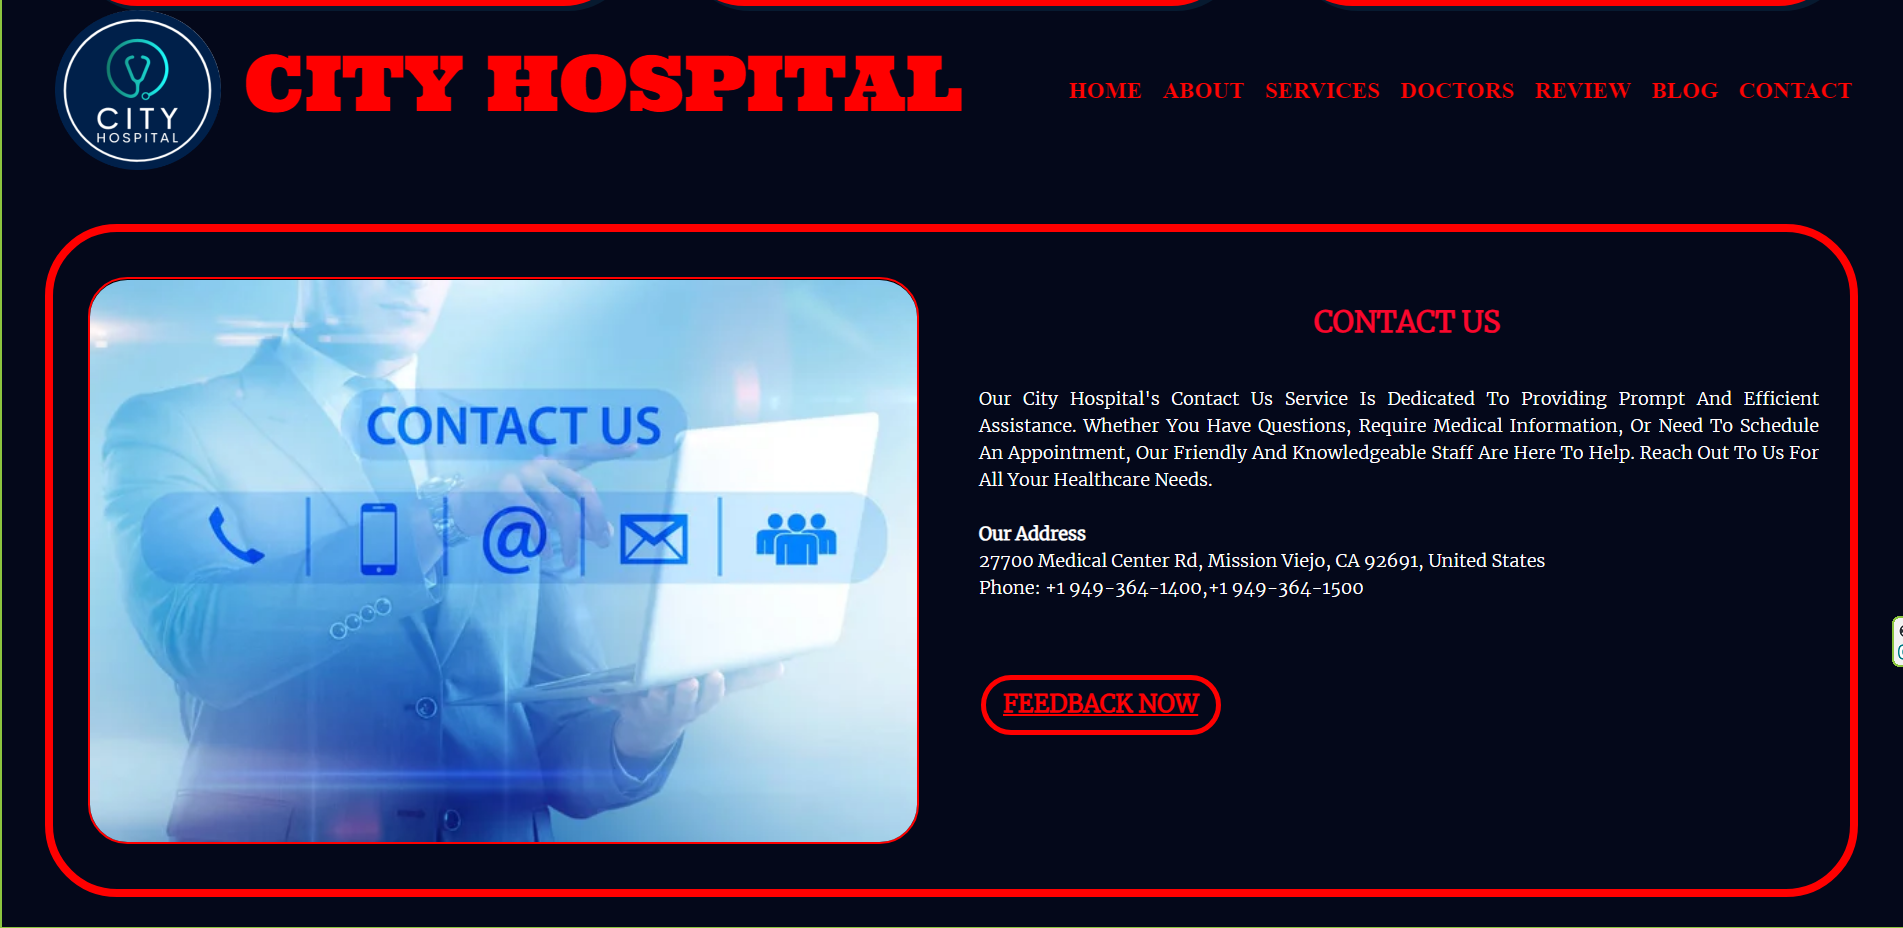 CITY
HOSPITAL
CITY HOSPITAL
HOME ABOUT SERVICES DOCTORS REVIEW BLOG CONTACT
CONTACT US
@
CONTACT US
Our City Hospital's Contact Us Service Is Dedicated To Providing Prompt And Efficient
Assistance. Whether You Have Questions, Require Medical Information, Or Need To Schedule
An Appointment, Our Friendly And Knowledgeable Staff Are Here To Help. Reach Out To Us For
All Your Healthcare Needs.
Our Address
27700 Medical Center Rd, Mission Viejo, CA 92691, United States
Phone: +1 949-364-1400,+1 949-364-1500
FEEDBACK NOW